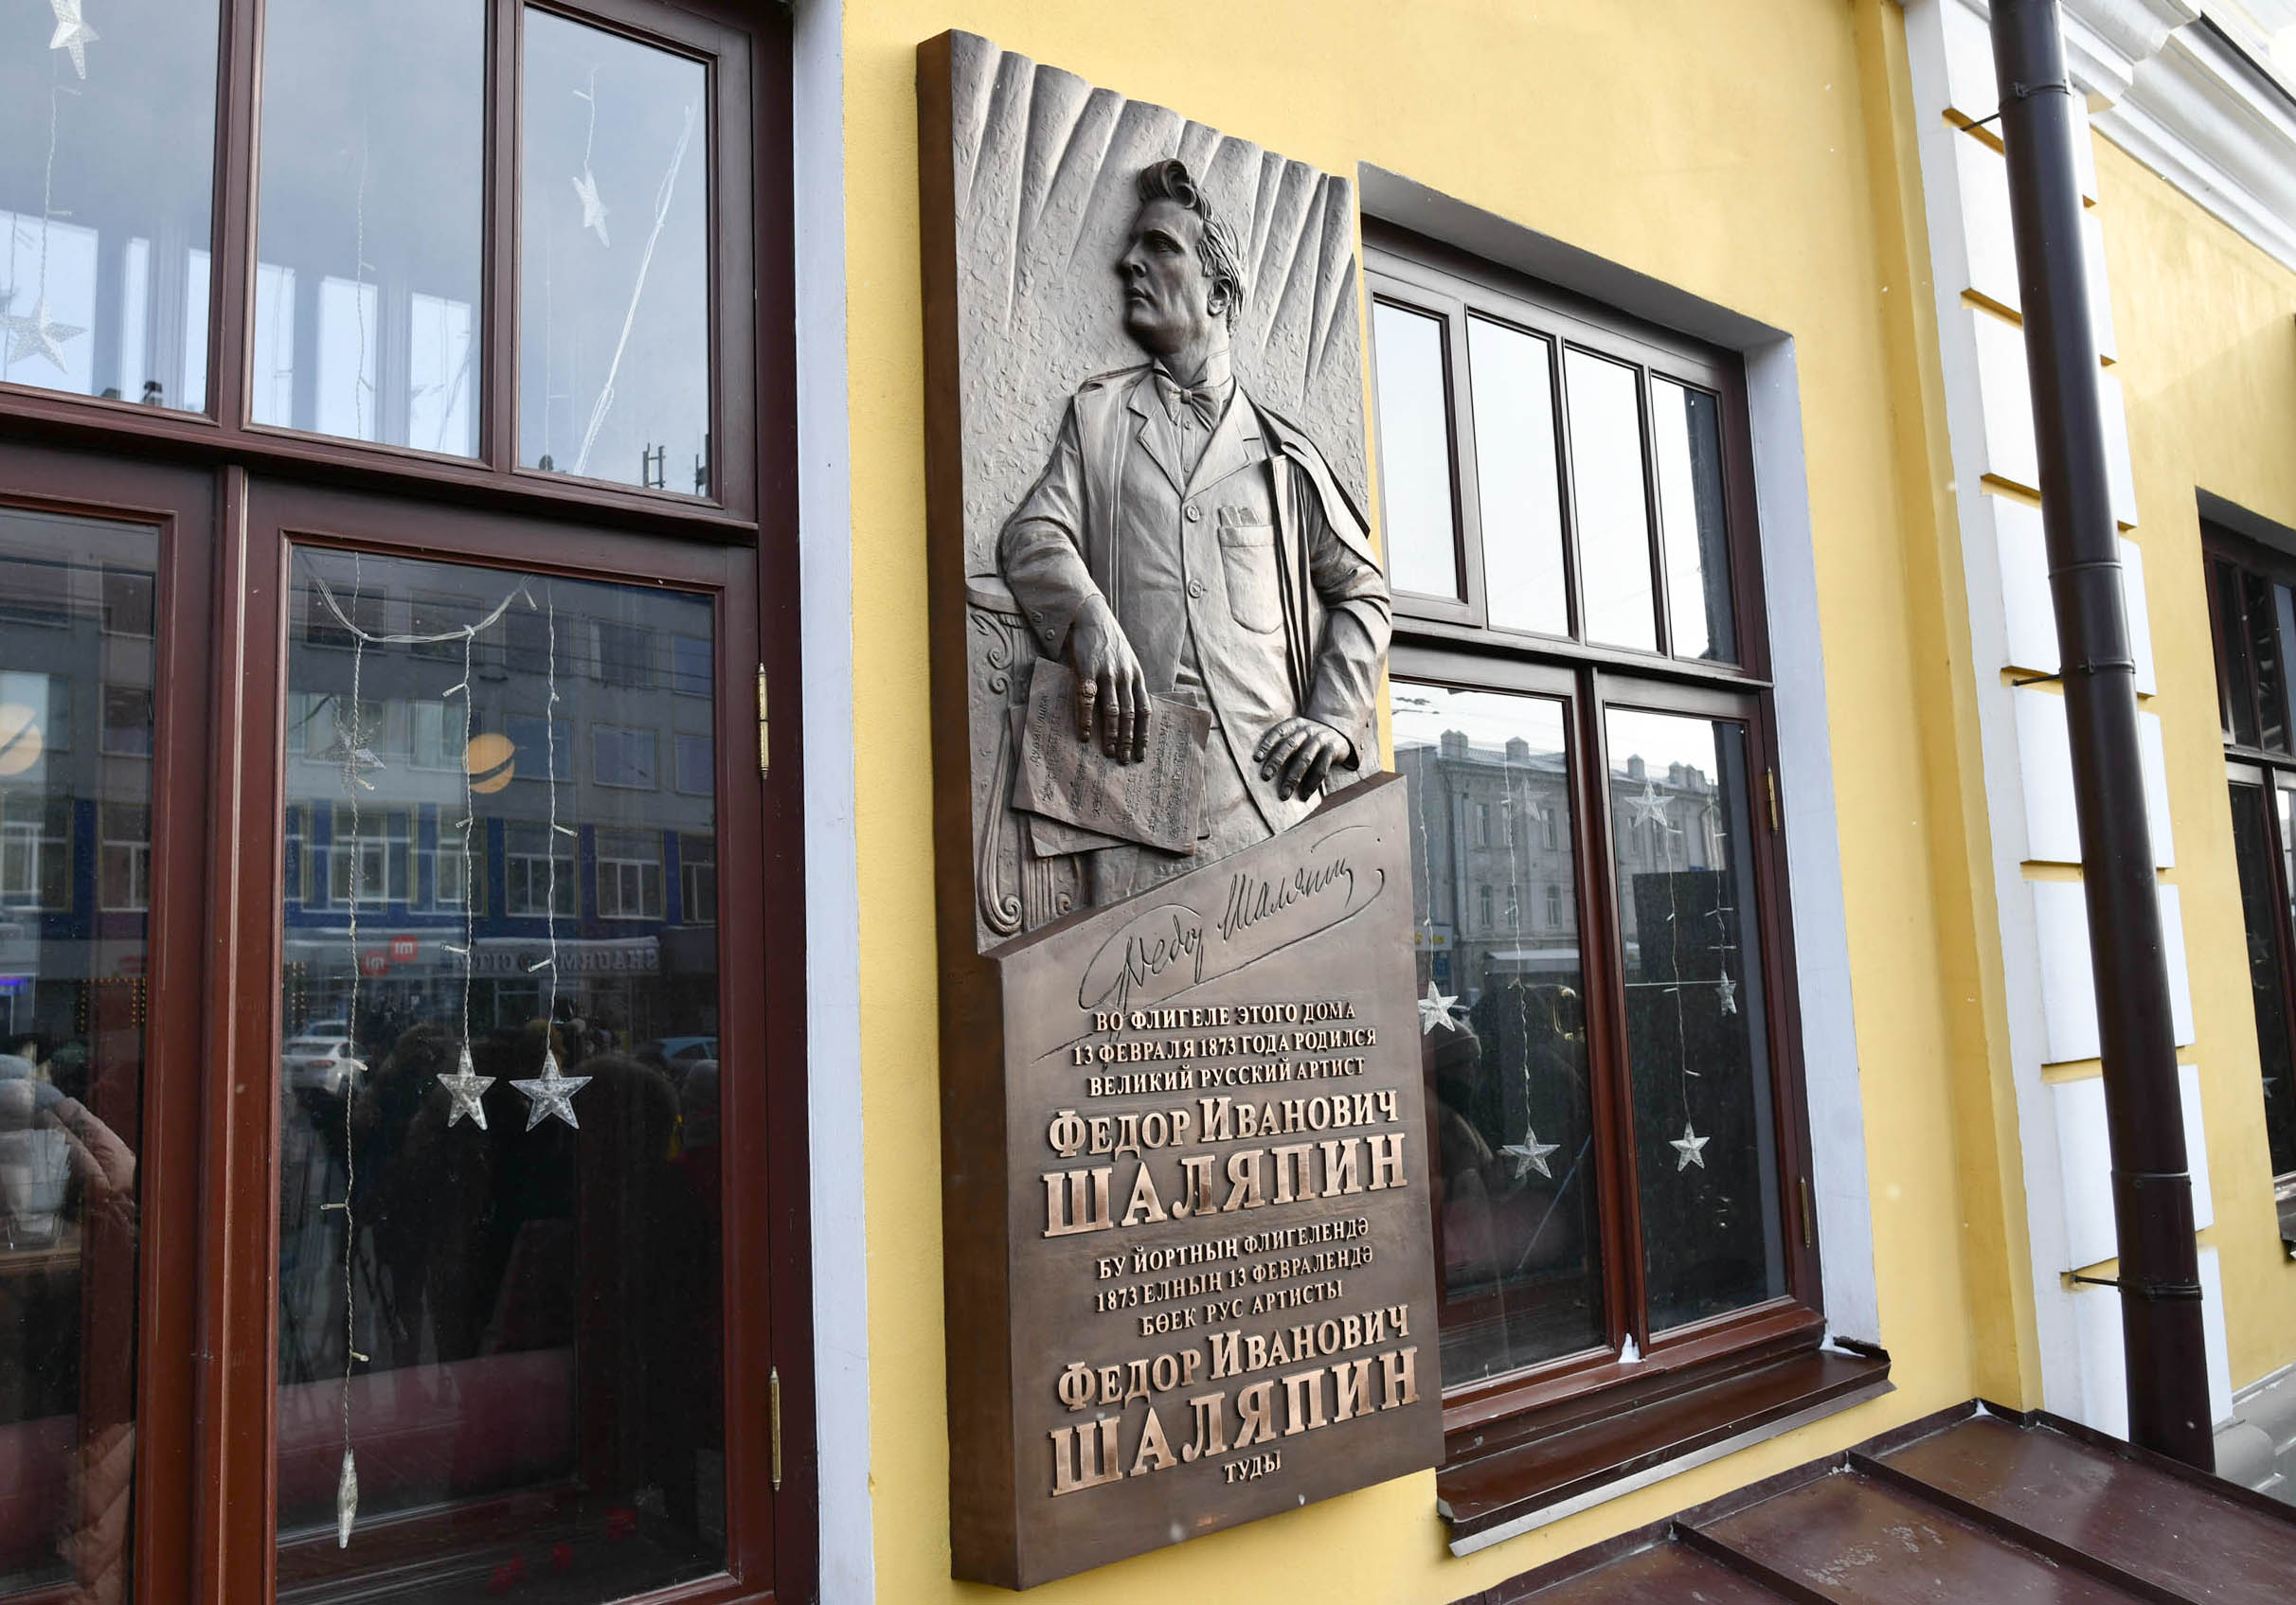 Федор Шаляпин
ВО ФЛИГЕЛЕ ЭТОГО ДОМА
13 ФЕВРАЛЯ 1873 ГОДА РОДИЛСЯ
ВЕЛИКИЙ РУССКИЙ АРТИСТ
ФЕДОР ИВАНОВИЧ
ШАЛЯПИН
БУ ЙОРТНЫҢ ФЛИГЕЛЕНДӘ
1873 ЕЛНЫҢ 13 ФЕВРАЛЕНДӘ
БӨЕК РУС АРТИСТЫ
ФЕДОР ИВАНОВИЧ
ШАЛЯПИН
ТУДЫ